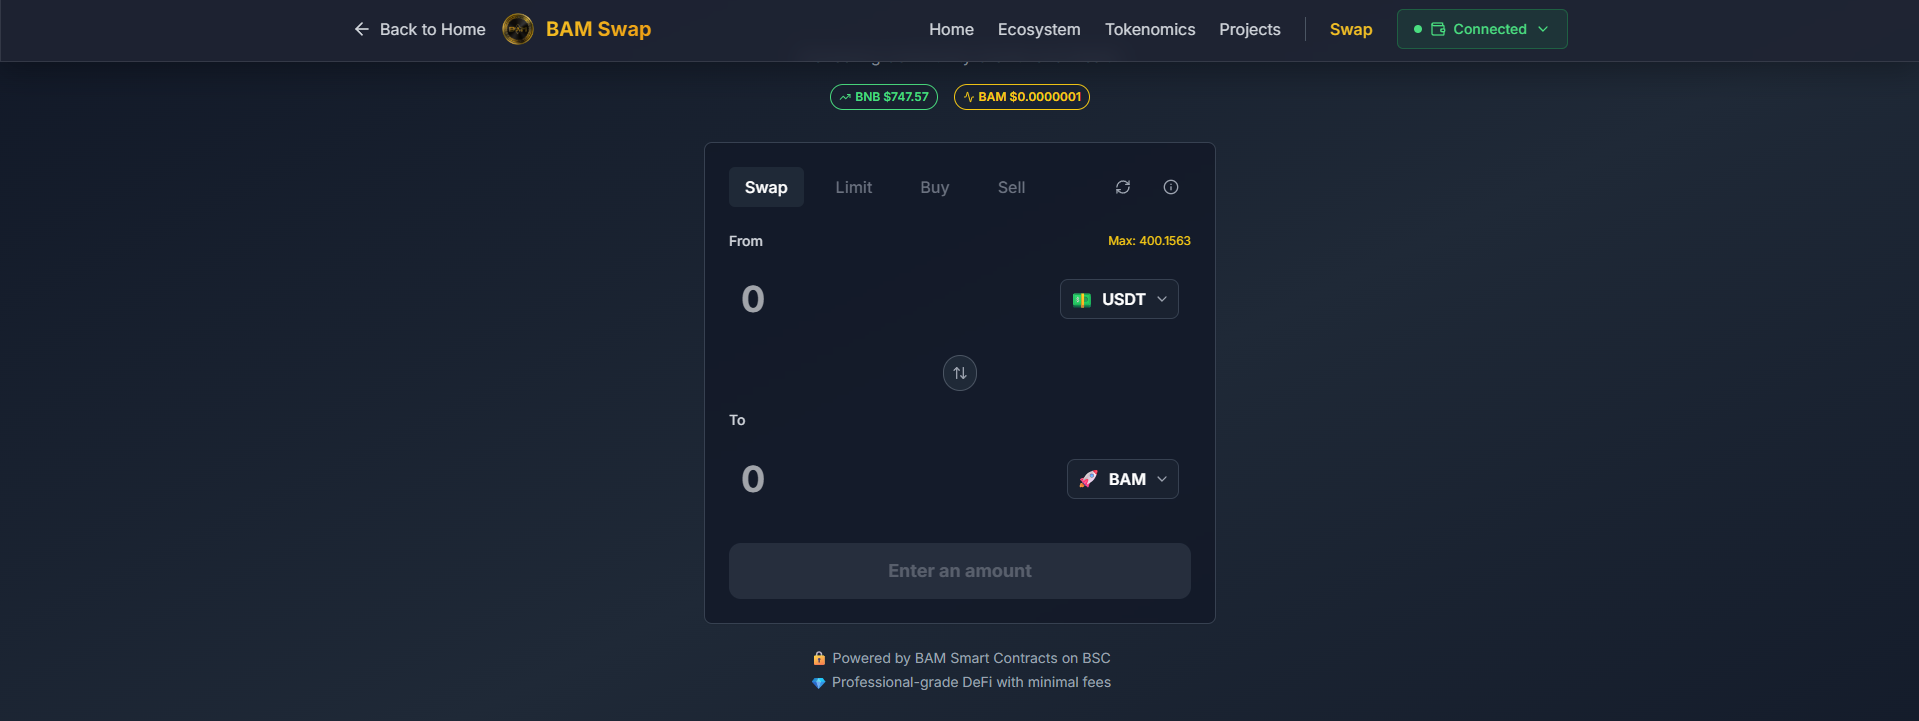 Back to Home
BAM Swap
Home
Ecosystem
Tokenomics
Projects
Swap
Connected
BNB $747.57
BAM $0.0000001
Swap
Limit
Buy
Sell
From
Max: 400.1563
0
USDT
To
0
BAM
Enter an amount
Powered by BAM Smart Contracts on BSC
Professional-grade DeFi with minimal fees